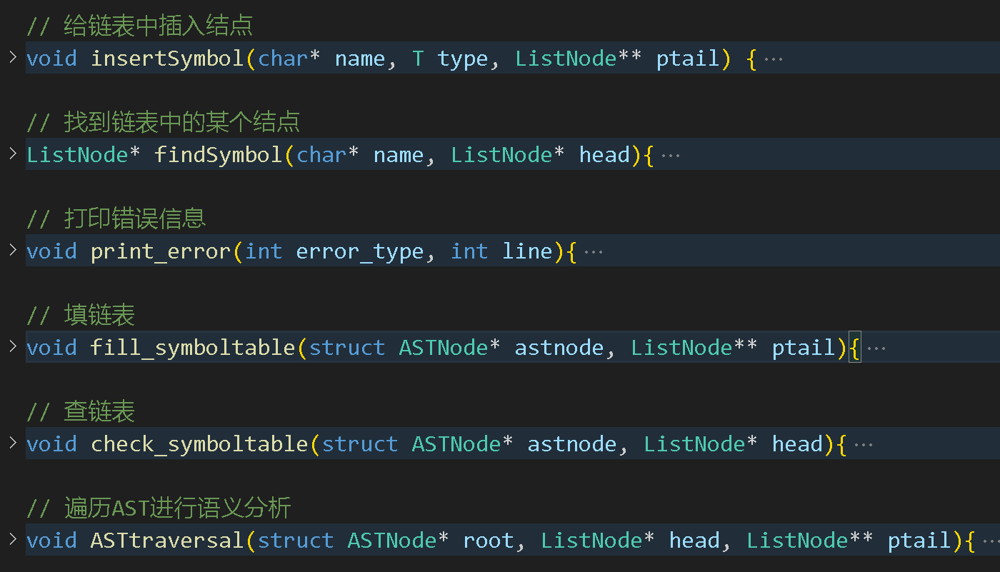 // 给链表中插入结点
void insertSymbol(char* name, T type, ListNode** ptail) {···
// 找到链表中的某个结点
ListNode* findSymbol(char* name, ListNode* head){···
// 打印错误信息
void print_error(int error_type, int line){···
// 填链表
void fill_symboltable(struct ASTNode* astnode, ListNode** ptail){···
// 查链表
void check_symboltable(struct ASTNode* astnode, ListNode* head){···
// 遍历AST进行语义分析
void ASTtraversal(struct ASTNode* root, ListNode* head, ListNode** ptail){···